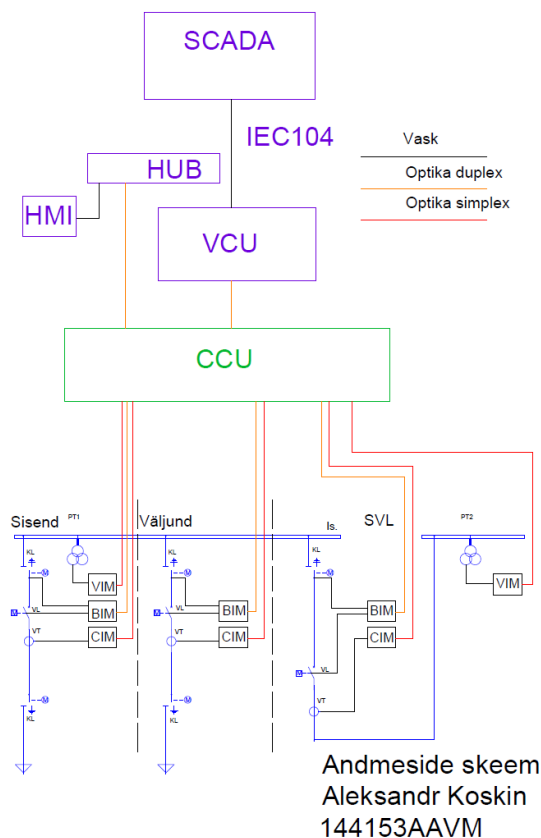 SCADA
IEC104
Vask
HUB
Optika duplex
HMI
Optika simplex
VCU
CCU
Sisend
PT1
Väljund
Is.
SVL
PT2
KL
KL
KL
M
M
M
VIM
VIM
M
VL
BIM
M
VL
BIM
BIM
VT
CIM
VT
CIM
CIM
M
VL
M
M
KL
KL
VT
Andmeside skeem
Aleksandr Koskin
144153AAVM